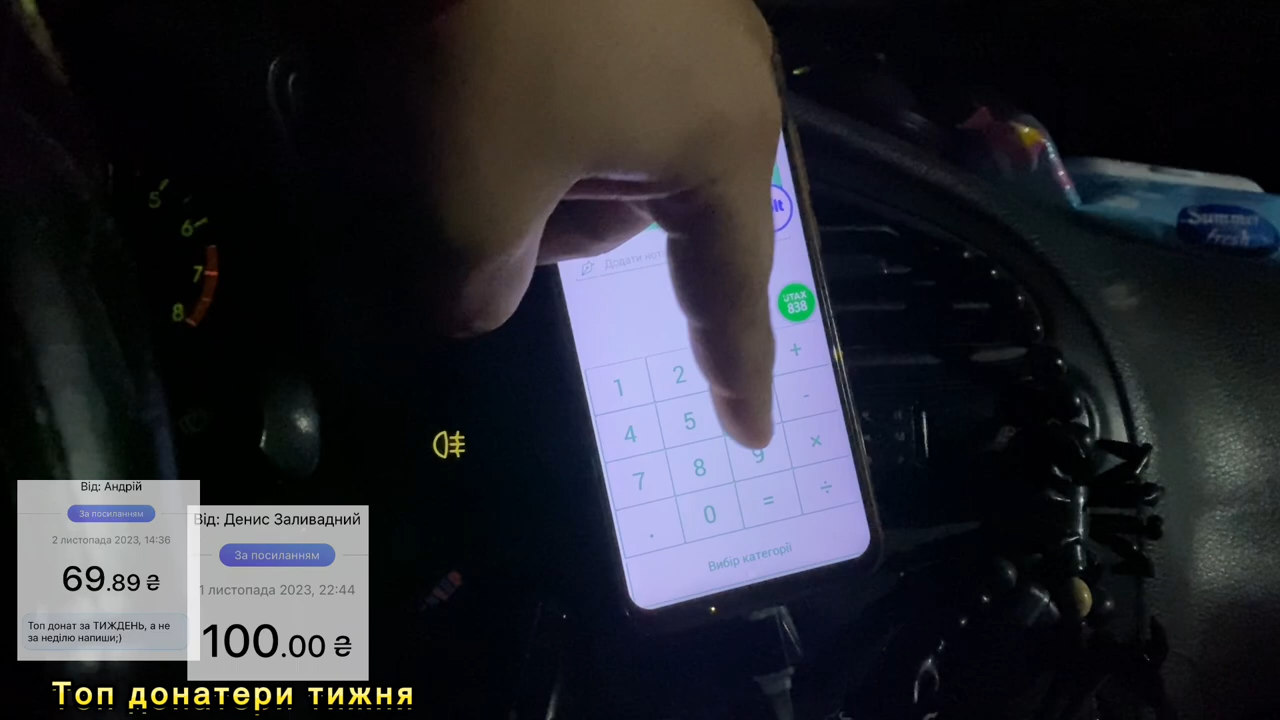 5
6
7
8
Додати
UTAX
838
Summer
fresh
1 2 +
4 5 -
7 8 9 ×
. 0 = ÷
Вибір категорії
Від: Андрій
За посиланням
2 листопада 2023, 14:36
69.89 ₴
Топ донат за ТИЖДЕНЬ, а не
за неділю напиши;)
Від: Денис Заливадний
За посиланням
1 листопада 2023, 22:44
100.00 ₴
Топ донатери тижня